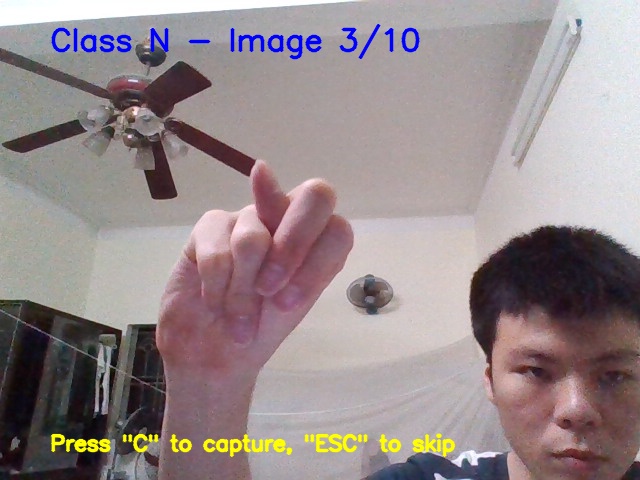 Class N - Image 3/10
Press "C" to capture, "ESC" to skip